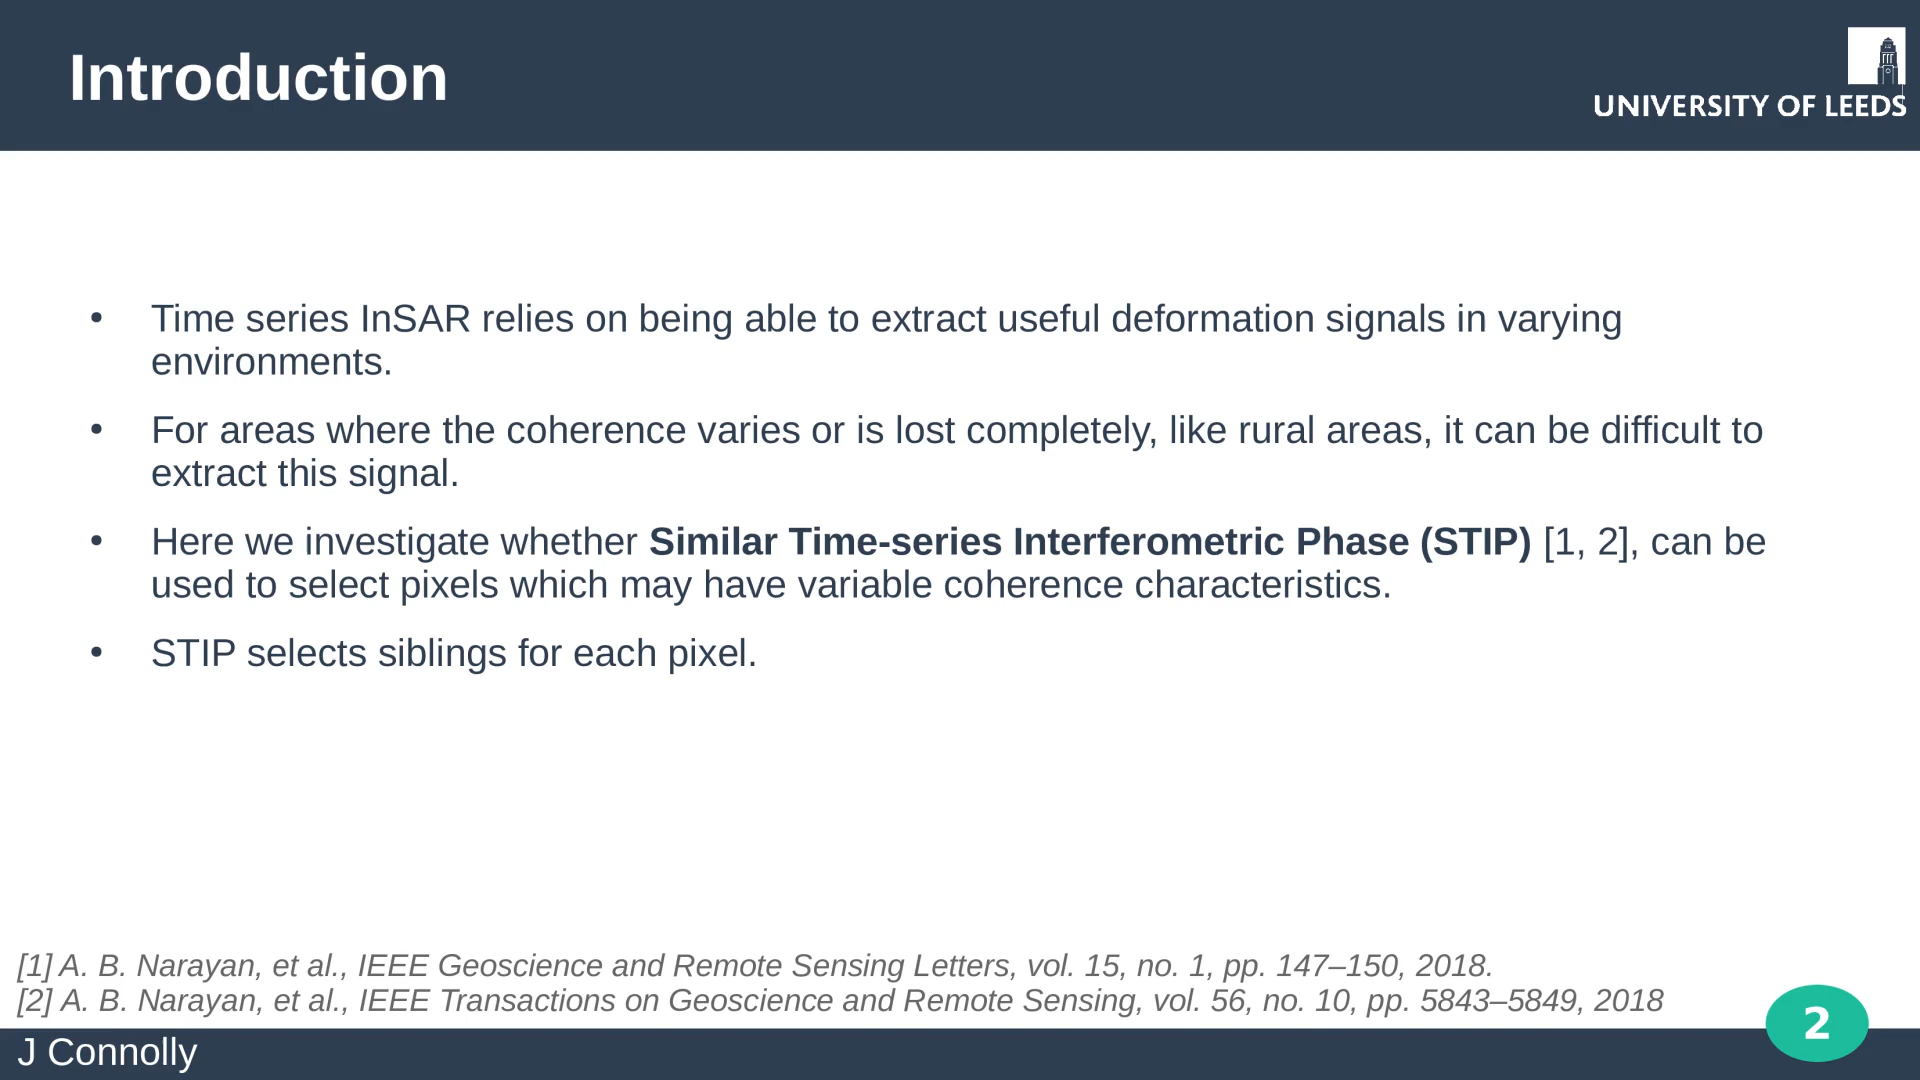 Introduction
UNIVERSITY OF LEEDS
• Time series InSAR relies on being able to extract useful deformation signals in varying
environments.
• For areas where the coherence varies or is lost completely, like rural areas, it can be difficult to
extract this signal.
• Here we investigate whether Similar Time-series Interferometric Phase (STIP) [1, 2], can be
used to select pixels which may have variable coherence characteristics.
• STIP selects siblings for each pixel.
[1] A. B. Narayan, et al., IEEE Geoscience and Remote Sensing Letters, vol. 15, no. 1, pp. 147–150, 2018.
[2] A. B. Narayan, et al., IEEE Transactions on Geoscience and Remote Sensing, vol. 56, no. 10, pp. 5843–5849, 2018
J Connolly
2